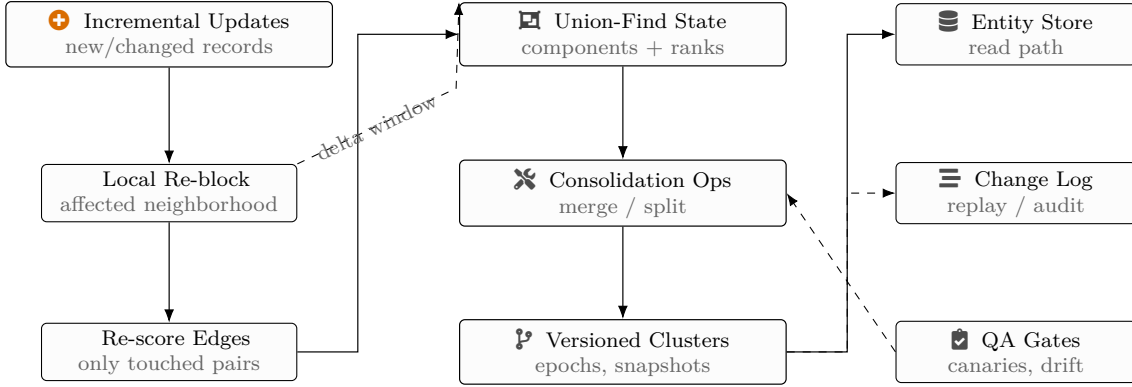 Incremental Updates
new/changed records
Local Re-block
affected neighborhood
Re-score Edges
only touched pairs
delta window
Union-Find State
components + ranks
Consolidation Ops
merge / split
Versioned Clusters
epochs, snapshots
Entity Store
read path
Change Log
replay / audit
QA Gates
canaries, drift